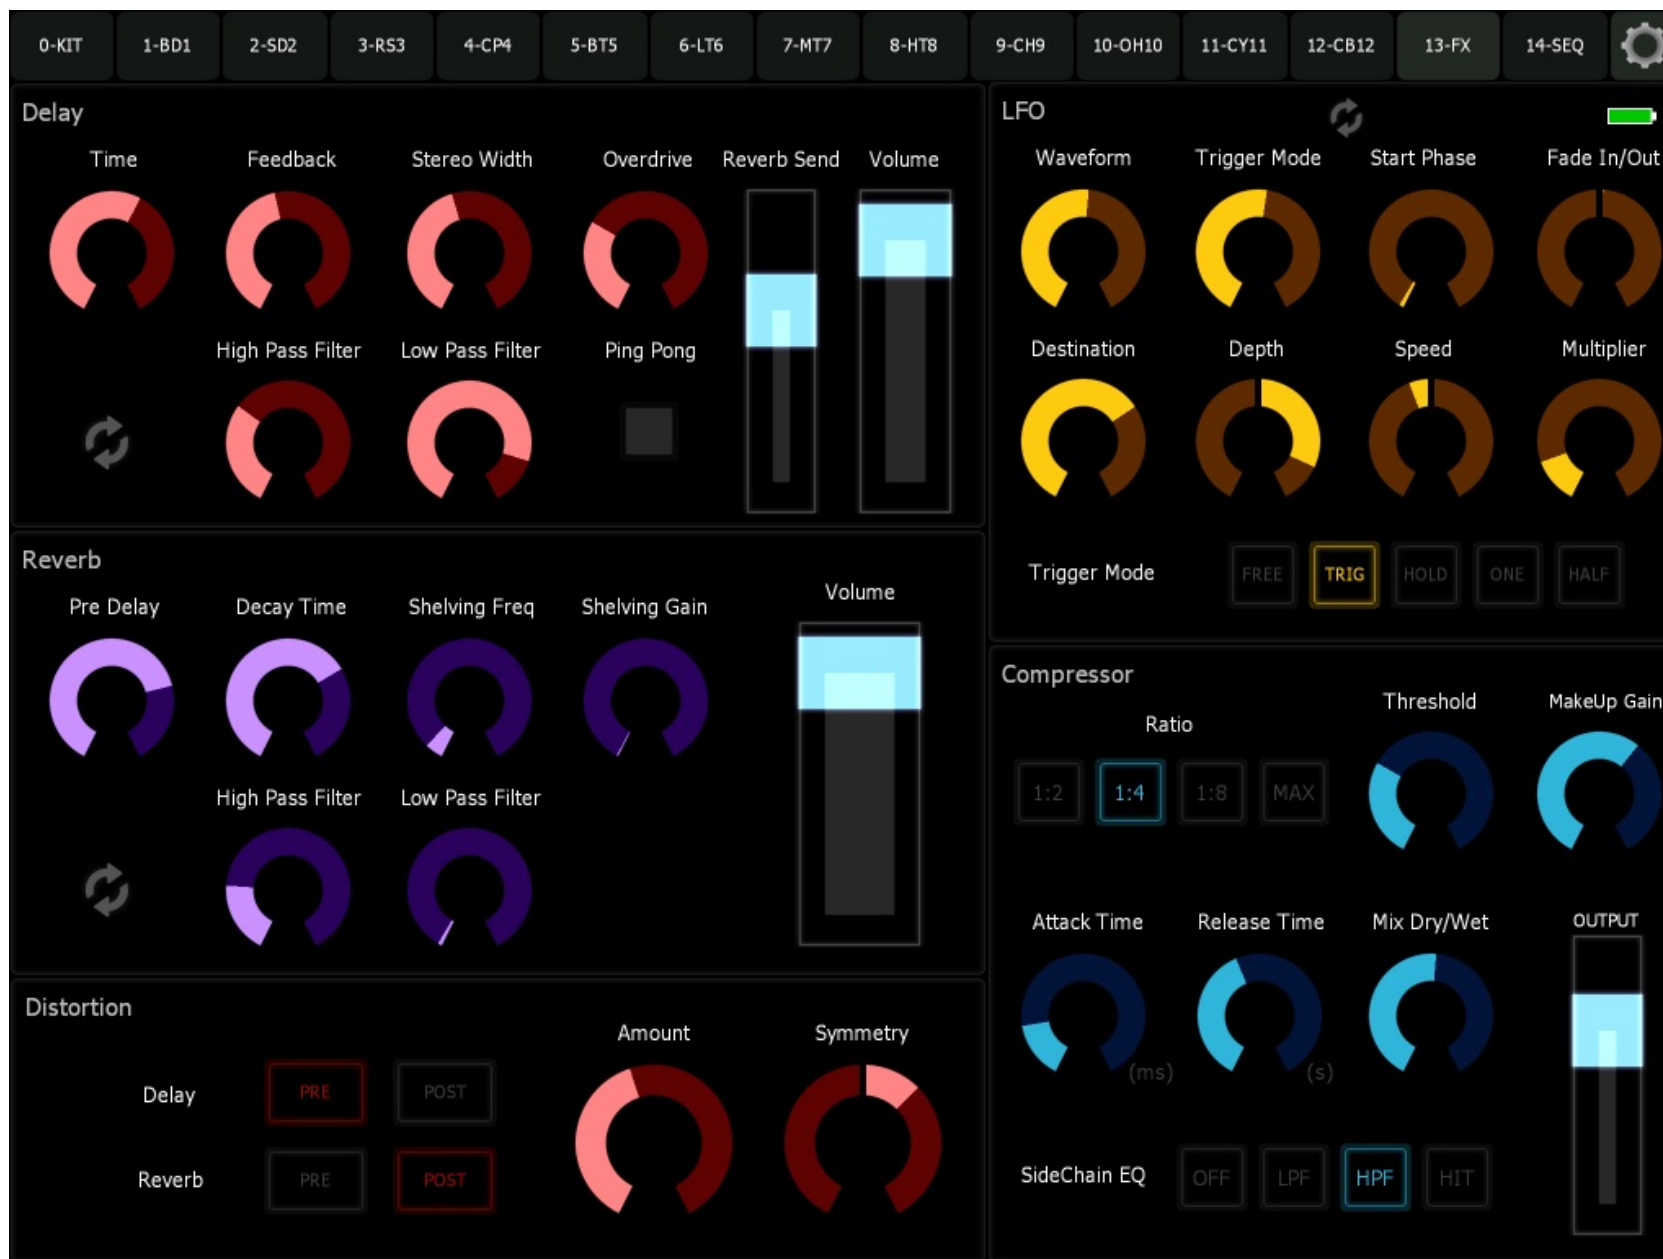 0-KIT 1-BD1 2-SD2 3-RS3 4-CP4 5-BT5 6-LT6 7-MT7 8-HT8 9-CH9 10-OH10 11-CY11 12-CB12 13-FX 14-SEQ
Delay
Time Feedback Stereo Width Overdrive Reverb Send Volume
High Pass Filter Low Pass Filter Ping Pong
LFO
Waveform Trigger Mode Start Phase Fade In/Out
Destination Depth Speed Multiplier
Trigger Mode FREE TRIG HOLD ONE HALF
Reverb
Pre Delay Decay Time Shelving Freq Shelving Gain Volume
High Pass Filter Low Pass Filter
Compressor
Ratio Threshold MakeUp Gain
1:2 1:4 1:8 MAX
Attack Time Release Time Mix Dry/Wet OUTPUT
(ms) (s)
SideChain EQ OFF LPF HPF HIT
Distortion
Amount Symmetry
Delay PRE POST
Reverb PRE POST